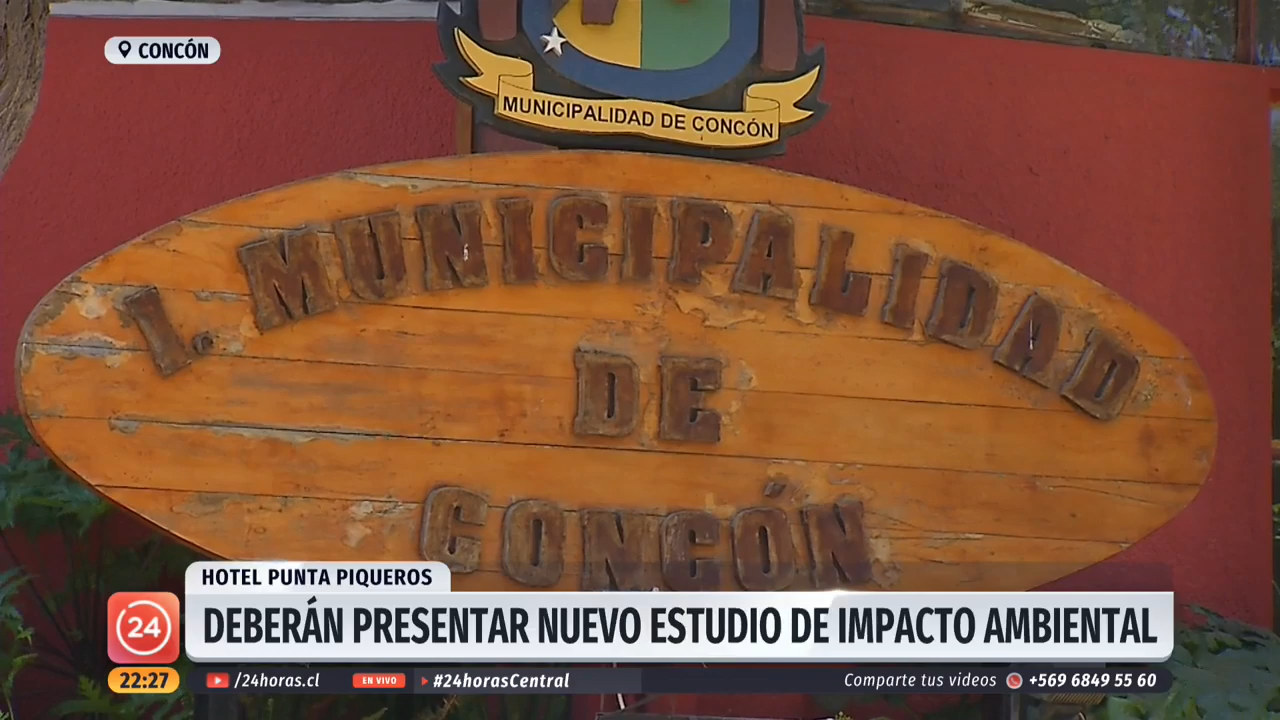 CONCÓN
MUNICIPALIDAD DE CONCÓN
I. MUNICIPALIDAD
DE
CONCÓN
HOTEL PUNTA PIQUEROS
24
DEBERÁN PRESENTAR NUEVO ESTUDIO DE IMPACTO AMBIENTAL
22:27
/24horas.cl
EN VIVO
#24horasCentral
Comparte tus videos
+569 6849 55 60